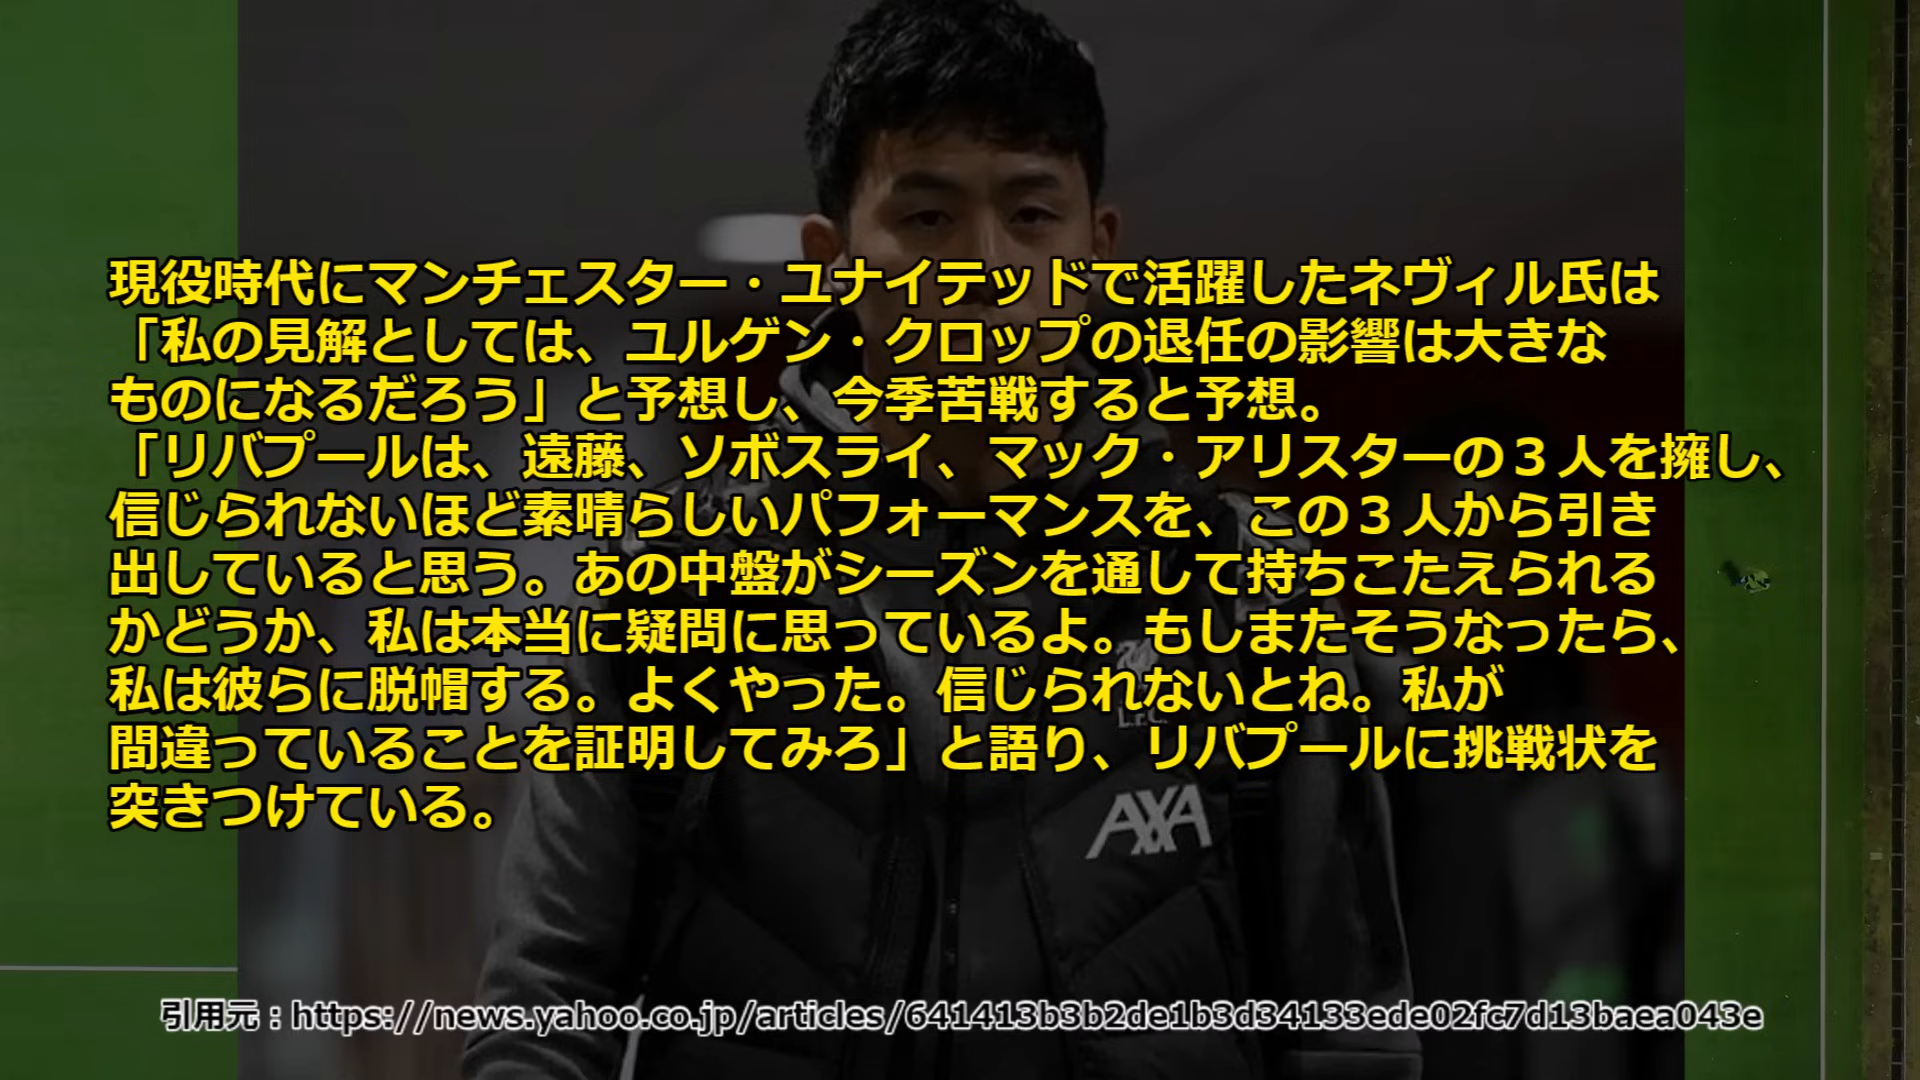 現役時代にマンチェスター・ユナイテッドで活躍したネヴィル氏は
「私の見解としては、ユルゲン・クロップの退任の影響は大きな
ものになるだろう」と予想し、今季苦戦すると予想。
「リバプールは、遠藤、ソボスライ、マック・アリスターの３人を擁し、
信じられないほど素晴らしいパフォーマンスを、この３人から引き
出していると思う。あの中盤がシーズンを通して持ちこたえられる
かどうか、私は本当に疑問に思っているよ。もしまたそうなったら、
私は彼らに脱帽する。よくやった。信じられないとね。私が
間違っていることを証明してみろ」と語り、リバプールに挑戦状を
突きつけている。
L.F.C.
AXA
引用元：https://news.yahoo.co.jp/articles/641413b3b2de1b3d34133ede02fc7d13baea043e